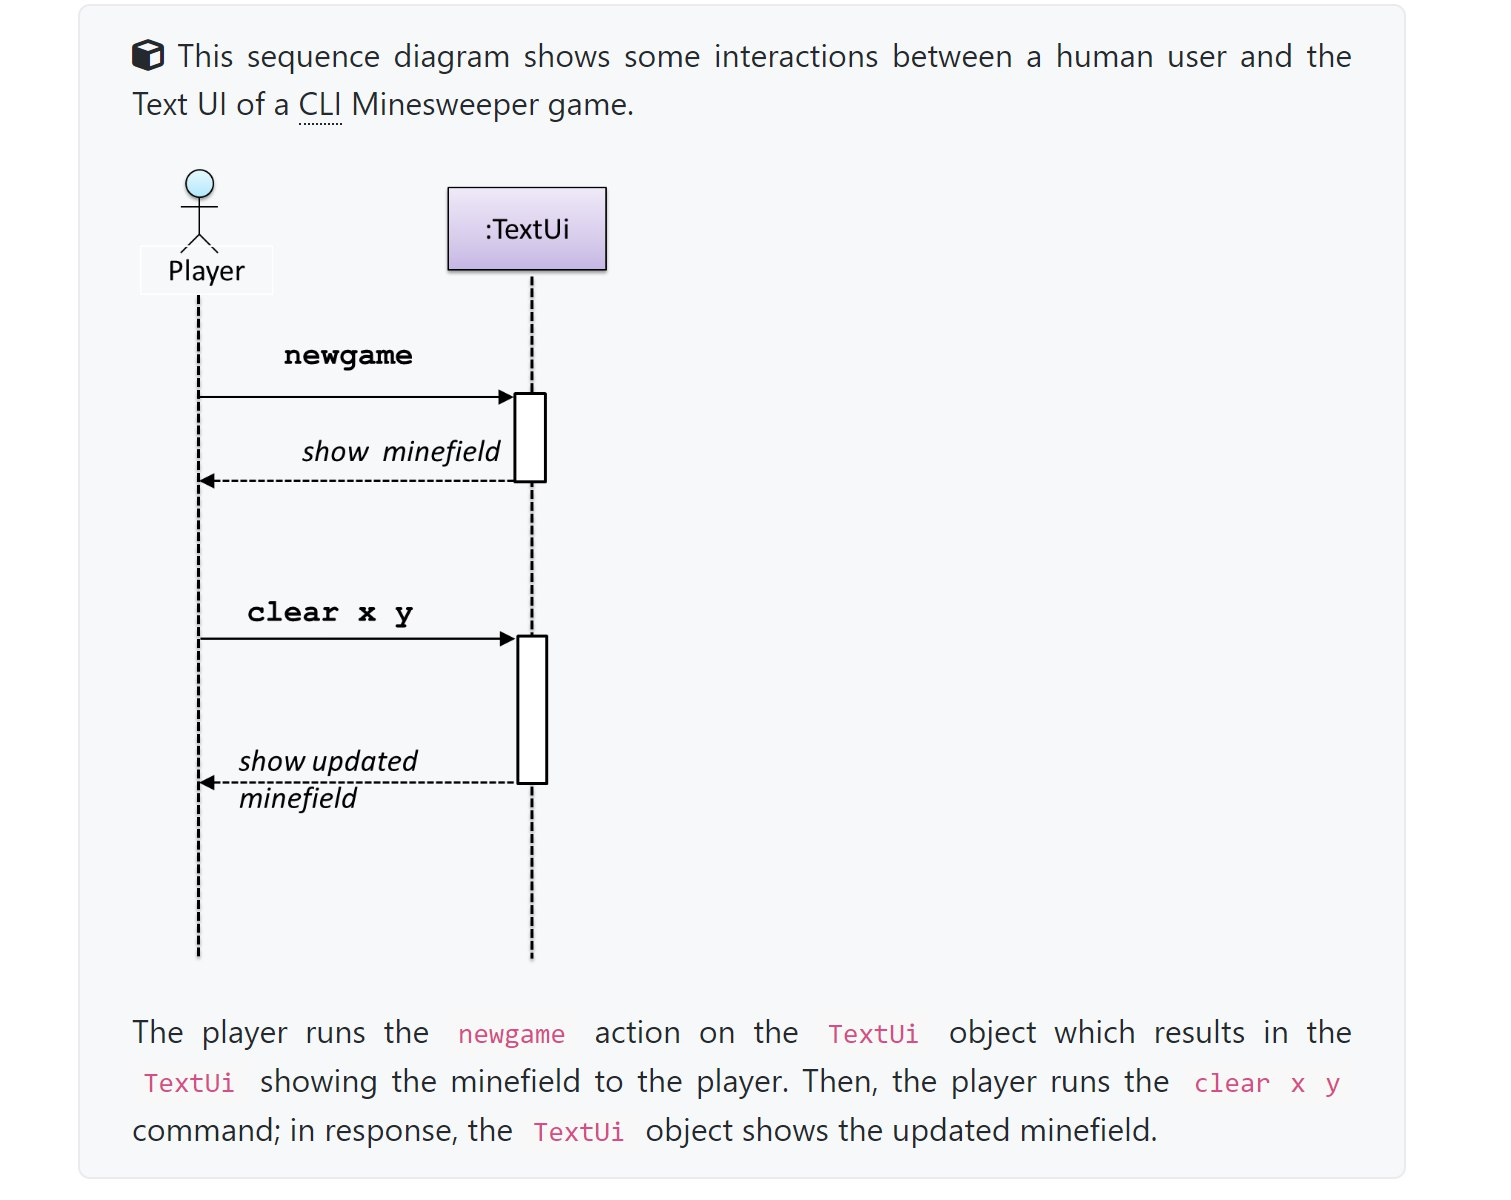 This sequence diagram shows some interactions between a human user and the
Text UI of a CLI Minesweeper game.
Player
:TextUi
newgame
show minefield
clear x y
show updated
minefield
The player runs the newgame action on the TextUi object which results in the
TextUi showing the minefield to the player. Then, the player runs the clear x y
command; in response, the TextUi object shows the updated minefield.